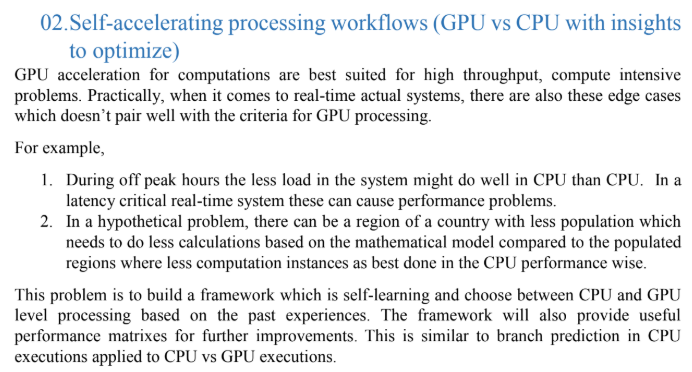 02.Self-accelerating processing workflows (GPU vs CPU with insights
to optimize)
GPU acceleration for computations are best suited for high throughput, compute intensive
problems. Practically, when it comes to real-time actual systems, there are also these edge cases
which doesn't pair well with the criteria for GPU processing.
For example,
1. During off peak hours the less load in the system might do well in CPU than CPU. In a
latency critical real-time system these can cause performance problems.
2. In a hypothetical problem, there can be a region of a country with less population which
needs to do less calculations based on the mathematical model compared to the populated
regions where less computation instances as best done in the CPU performance wise.
This problem is to build a framework which is self-learning and choose between CPU and GPU
level processing based on the past experiences. The framework will also provide useful
performance matrixes for further improvements. This is similar to branch prediction in CPU
executions applied to CPU vs GPU executions.